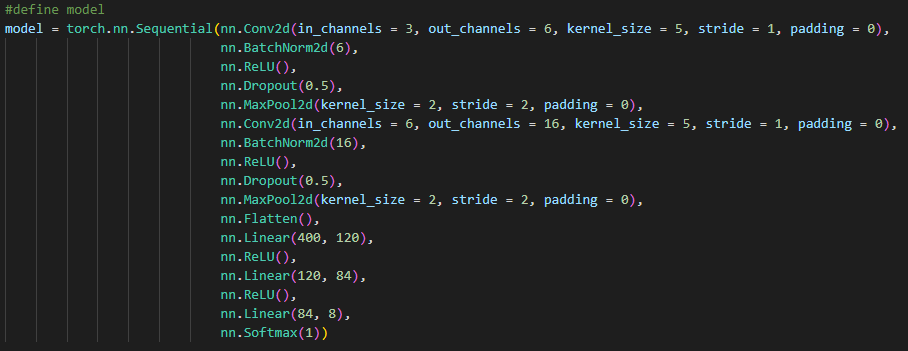 #define model
model = torch.nn.Sequential(nn.Conv2d(in_channels = 3, out_channels = 6, kernel_size = 5, stride = 1, padding = 0),
nn.BatchNorm2d(6),
nn.ReLU(),
nn.Dropout(0.5),
nn.MaxPool2d(kernel_size = 2, stride = 2, padding = 0),
nn.Conv2d(in_channels = 6, out_channels = 16, kernel_size = 5, stride = 1, padding = 0),
nn.BatchNorm2d(16),
nn.ReLU(),
nn.Dropout(0.5),
nn.MaxPool2d(kernel_size = 2, stride = 2, padding = 0),
nn.Flatten(),
nn.Linear(400, 120),
nn.ReLU(),
nn.Linear(120, 84),
nn.ReLU(),
nn.Linear(84, 8),
nn.Softmax(1))